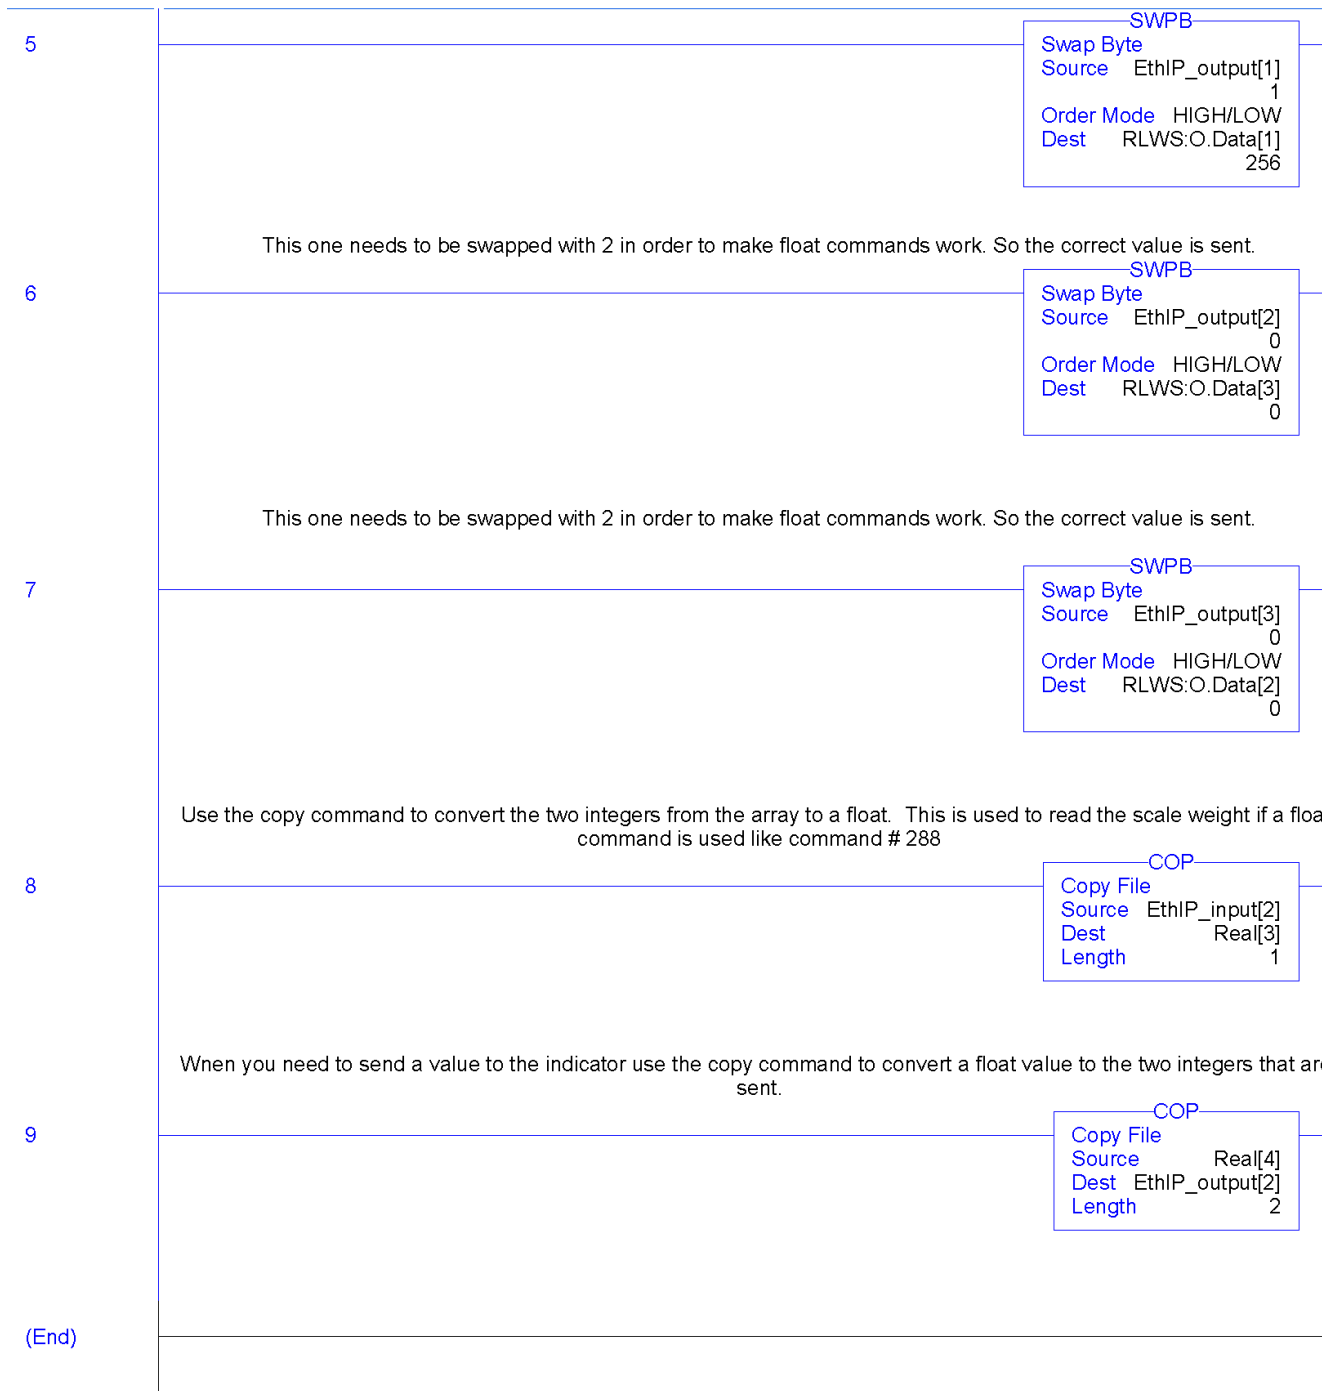 5
SWPB
Swap Byte
Source EthIP_output[1]
1
Order Mode HIGH/LOW
Dest RLWS:O.Data[1]
256
This one needs to be swapped with 2 in order to make float commands work. So the correct value is sent.
6
SWPB
Swap Byte
Source EthIP_output[2]
0
Order Mode HIGH/LOW
Dest RLWS:O.Data[3]
0
This one needs to be swapped with 2 in order to make float commands work. So the correct value is sent.
7
SWPB
Swap Byte
Source EthIP_output[3]
0
Order Mode HIGH/LOW
Dest RLWS:O.Data[2]
0
Use the copy command to convert the two integers from the array to a float. This is used to read the scale weight if a floa
command is used like command # 288
8
COP
Copy File
Source EthIP_input[2]
Dest Real[3]
Length 1
Wnen you need to send a value to the indicator use the copy command to convert a float value to the two integers that are
sent.
9
COP
Copy File
Source Real[4]
Dest EthIP_output[2]
Length 2
(End)